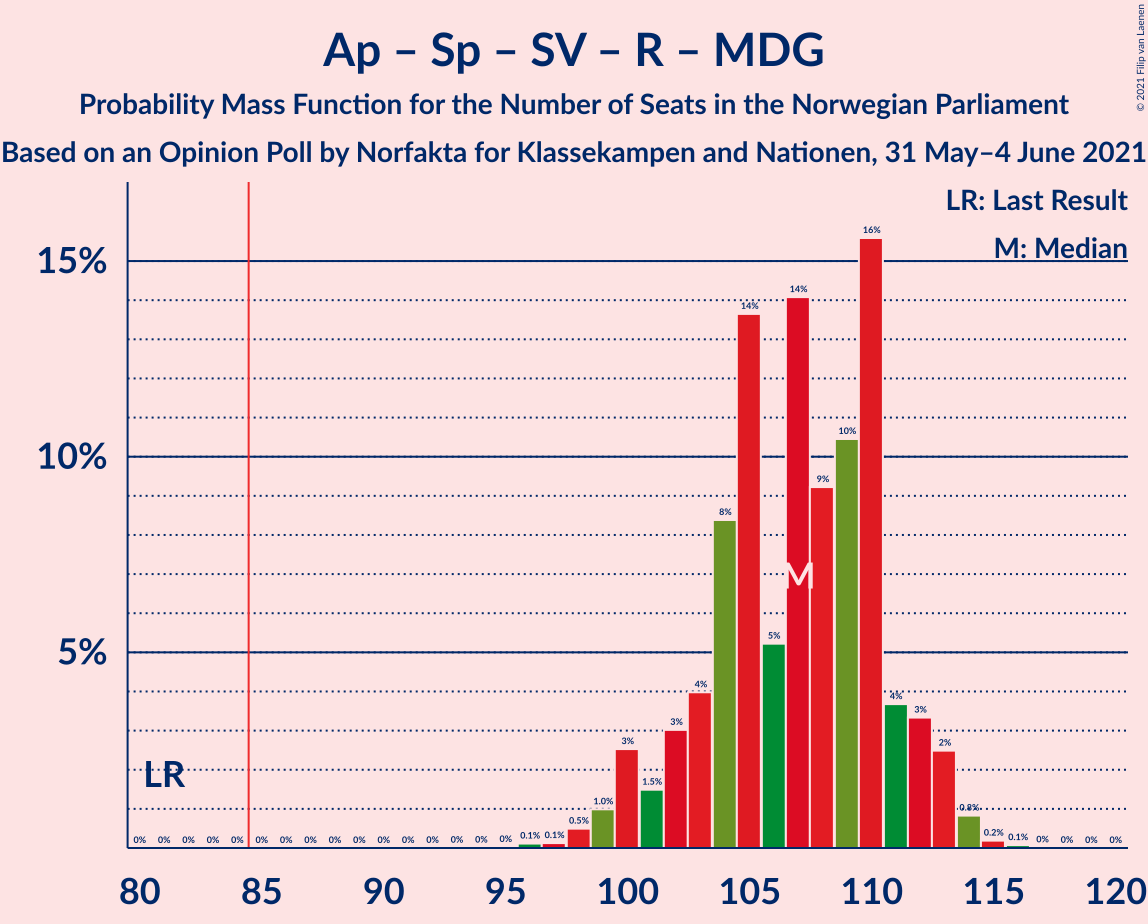 Ap – Sp – SV – R – MDG
Probability Mass Function for the Number of Seats in the Norwegian Parliament
Based on an Opinion Poll by Norfakta for Klassekampen and Nationen, 31 May–4 June 2021
© 2021 Filip van Laenen
LR: Last Result
M: Median
15%
10%
5%
LR
M
0% 0% 0% 0% 0% 0% 0% 0% 0% 0% 0% 0% 0% 0% 0% 0% 0.1% 0.1% 0.5% 1.0% 3% 1.5% 3% 4% 8% 14% 5% 14% 9% 10% 16% 4% 3% 2% 0.8% 0.2% 0.1% 0% 0% 0% 0%
80 85 90 95 100 105 110 115 120